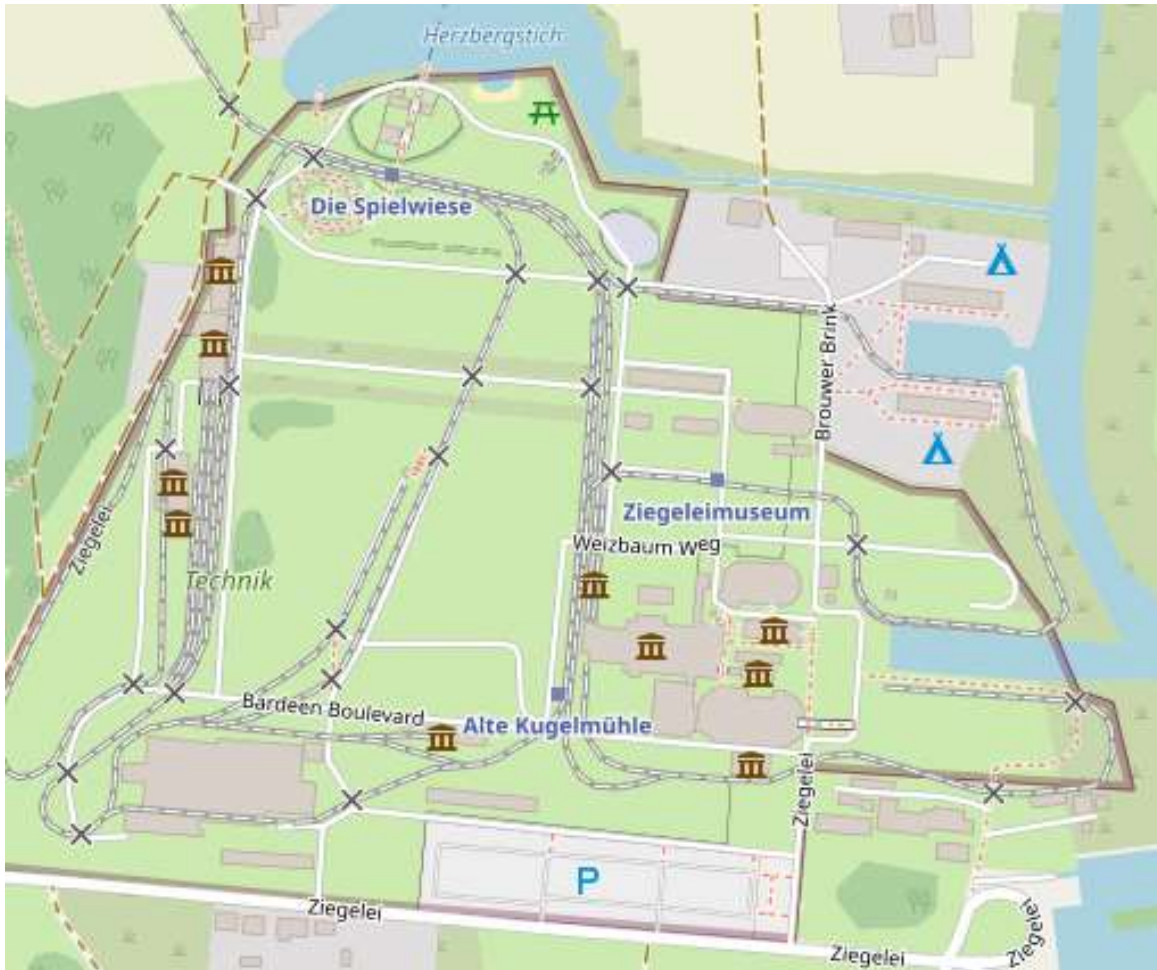 Herzbergstich
Die Spielwiese
Brouwer Brink
Ziegeleimuseum
Weizbaum Weg
Ziegelei
Technik
Bardeen Boulevard
Alte Kugelmühle
Ziegelei
P
Ziegelei
Ziegelei
Ziegelei